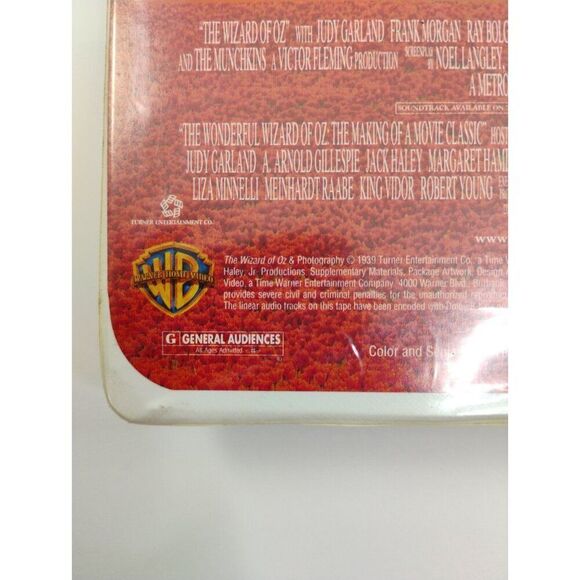 "THE WIZARD OF OZ" WITH JUDY GARLAND FRANK MORGAN RAY BOLG
AND THE MUNCHKINS A VICTOR FLEMING PRODUCTION SCREENPLAY BY NOEL LANGLEY,
A METRO
SOUNDTRACK AVAILABLE ON
"THE WONDERFUL WIZARD OF OZ: THE MAKING OF A MOVIE CLASSIC" HOST
JUDY GARLAND A. ARNOLD GILLESPIE JACK HALEY MARGARET HAMI
LIZA MINNELLI MEINHARDT RAABE KING VIDOR ROBERT YOUNG
TURNER ENTERTAINMENT CO.
www.
WARNER HOME VIDEO
WB
The Wizard of Oz & Photography © 1939 Turner Entertainment Co., a Time W
Haley, Jr. Productions. Supplementary Materials, Package Artwork, Design
Video, a Time Warner Entertainment Company, 4000 Warner Blvd., Burbank
provides severe civil and criminal penalties for the unauthorized reproduc
The linear audio tracks on this tape have been encoded with
G GENERAL AUDIENCES
All Ages Admitted
Color and